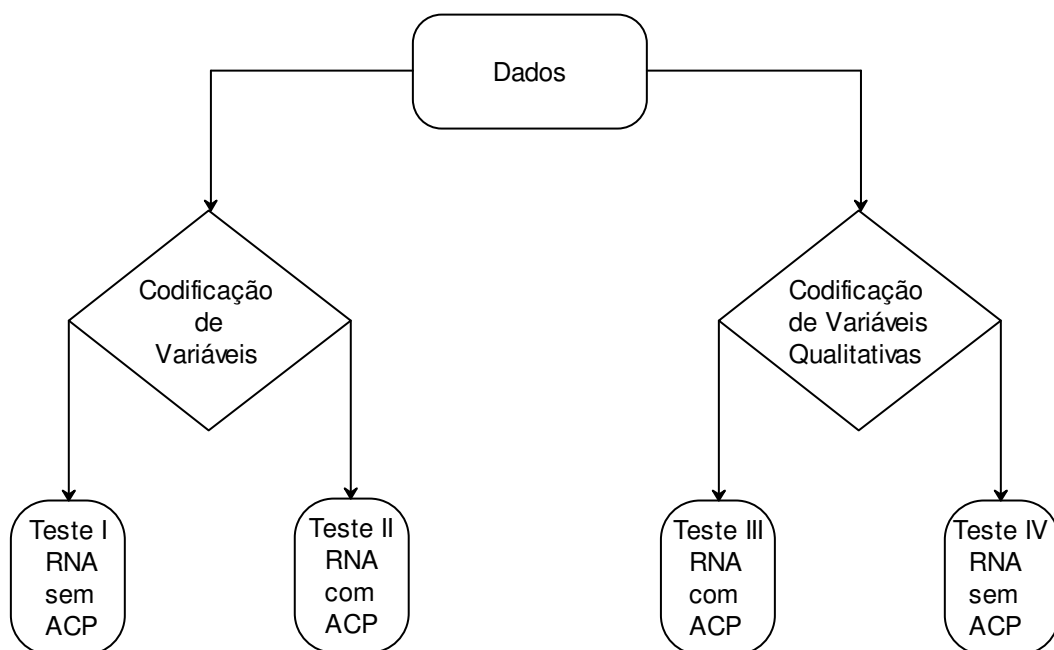 Dados
Codificação
de
Variáveis
Codificação
de Variáveis
Qualitativas
Teste I
RNA
sem
ACP
Teste II
RNA
com
ACP
Teste III
RNA
com
ACP
Teste IV
RNA
sem
ACP